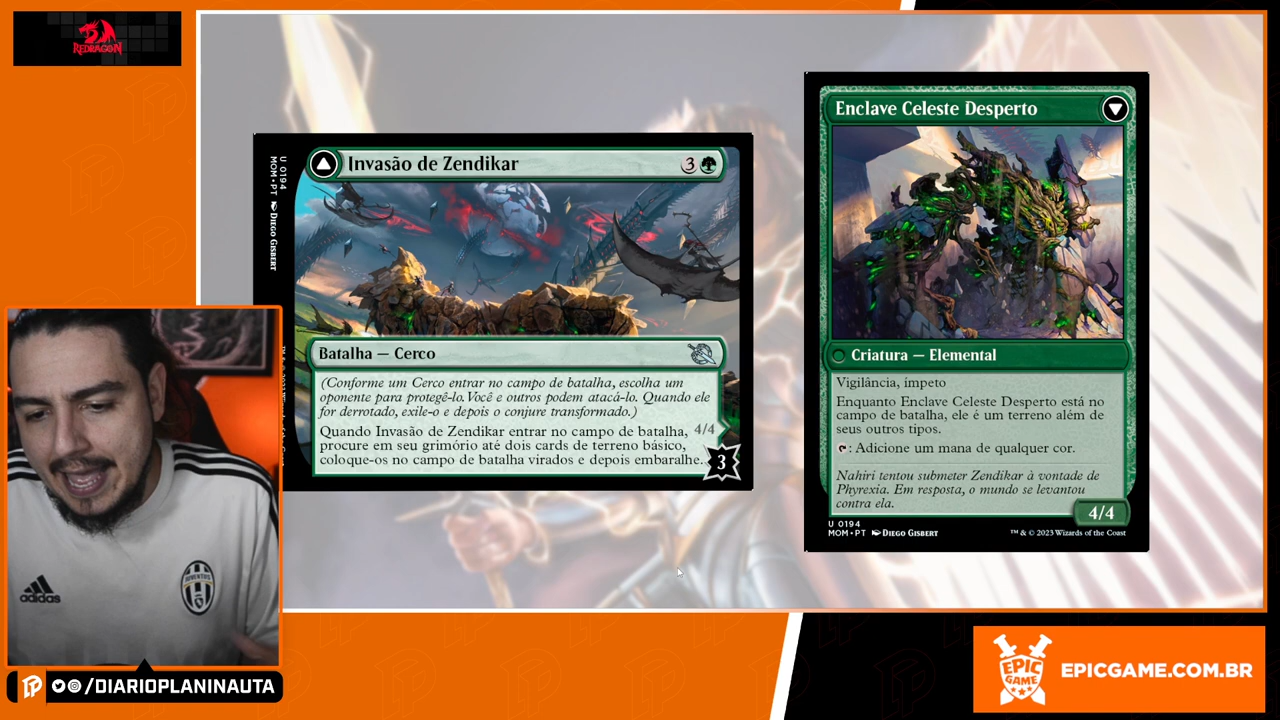 REDRAGON
Invasão de Zendikar
3
U 0194
MOM • PT DIEGO GISBERT
Batalha — Cerco
(Conforme um Cerco entrar no campo de batalha, escolha um
oponente para protegê-lo. Você e outros podem atacá-lo. Quando ele
for derrotado, exile-o e depois o conjure transformado.)
Quando Invasão de Zendikar entrar no campo de batalha,
procure em seu grimório até dois cards de terreno básico,
coloque-os no campo de batalha virados e depois embaralhe.
4/4
3
Enclave Celeste Desperto
Criatura — Elemental
Vigilância, ímpeto
Enquanto Enclave Celeste Desperto está no
campo de batalha, ele é um terreno além de
seus outros tipos.
: Adicione um mana de qualquer cor.
Nahiri tentou submeter Zendikar à vontade de
Phyrexia. Em resposta, o mundo se levantou
contra ela.
4/4
U 0194
MOM • PT DIEGO GISBERT
™ & © 2023 Wizards of the Coast
adidas
JUVENTUS
/DIARIOPLANINAUTA
EPIC
GAME
EPICGAME.COM.BR